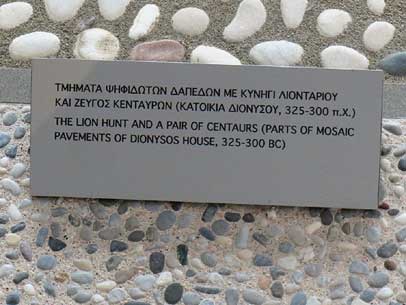 ΤΜΗΜΑΤΑ ΨΗΦΙΔΩΤΩΝ ΔΑΠΕΔΩΝ ΜΕ ΚΥΝΗΓΙ ΛΙΟΝΤΑΡΙΟΥ
ΚΑΙ ΖΕΥΓΟΣ ΚΕΝΤΑΥΡΩΝ (ΚΑΤΟΙΚΙΑ ΔΙΟΝΥΣΟΥ, 325-300 π.Χ.)
THE LION HUNT AND A PAIR OF CENTAURS (PARTS OF MOSAIC
PAVEMENTS OF DIONYSOS HOUSE, 325-300 BC)